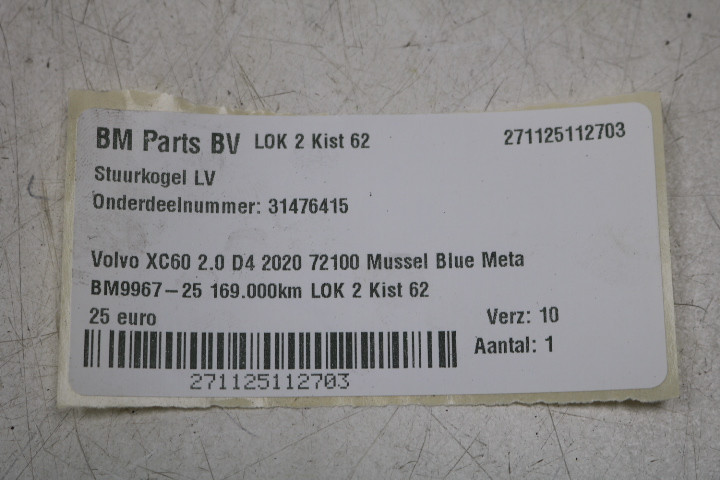 BM Parts BV LOK 2 Kist 62 271125112703
Stuurkogel LV
Onderdeelnummer: 31476415
Volvo XC60 2.0 D4 2020 72100 Mussel Blue Meta
BM9967-25 169.000km LOK 2 Kist 62
25 euro Verz: 10
Aantal: 1
271125112703